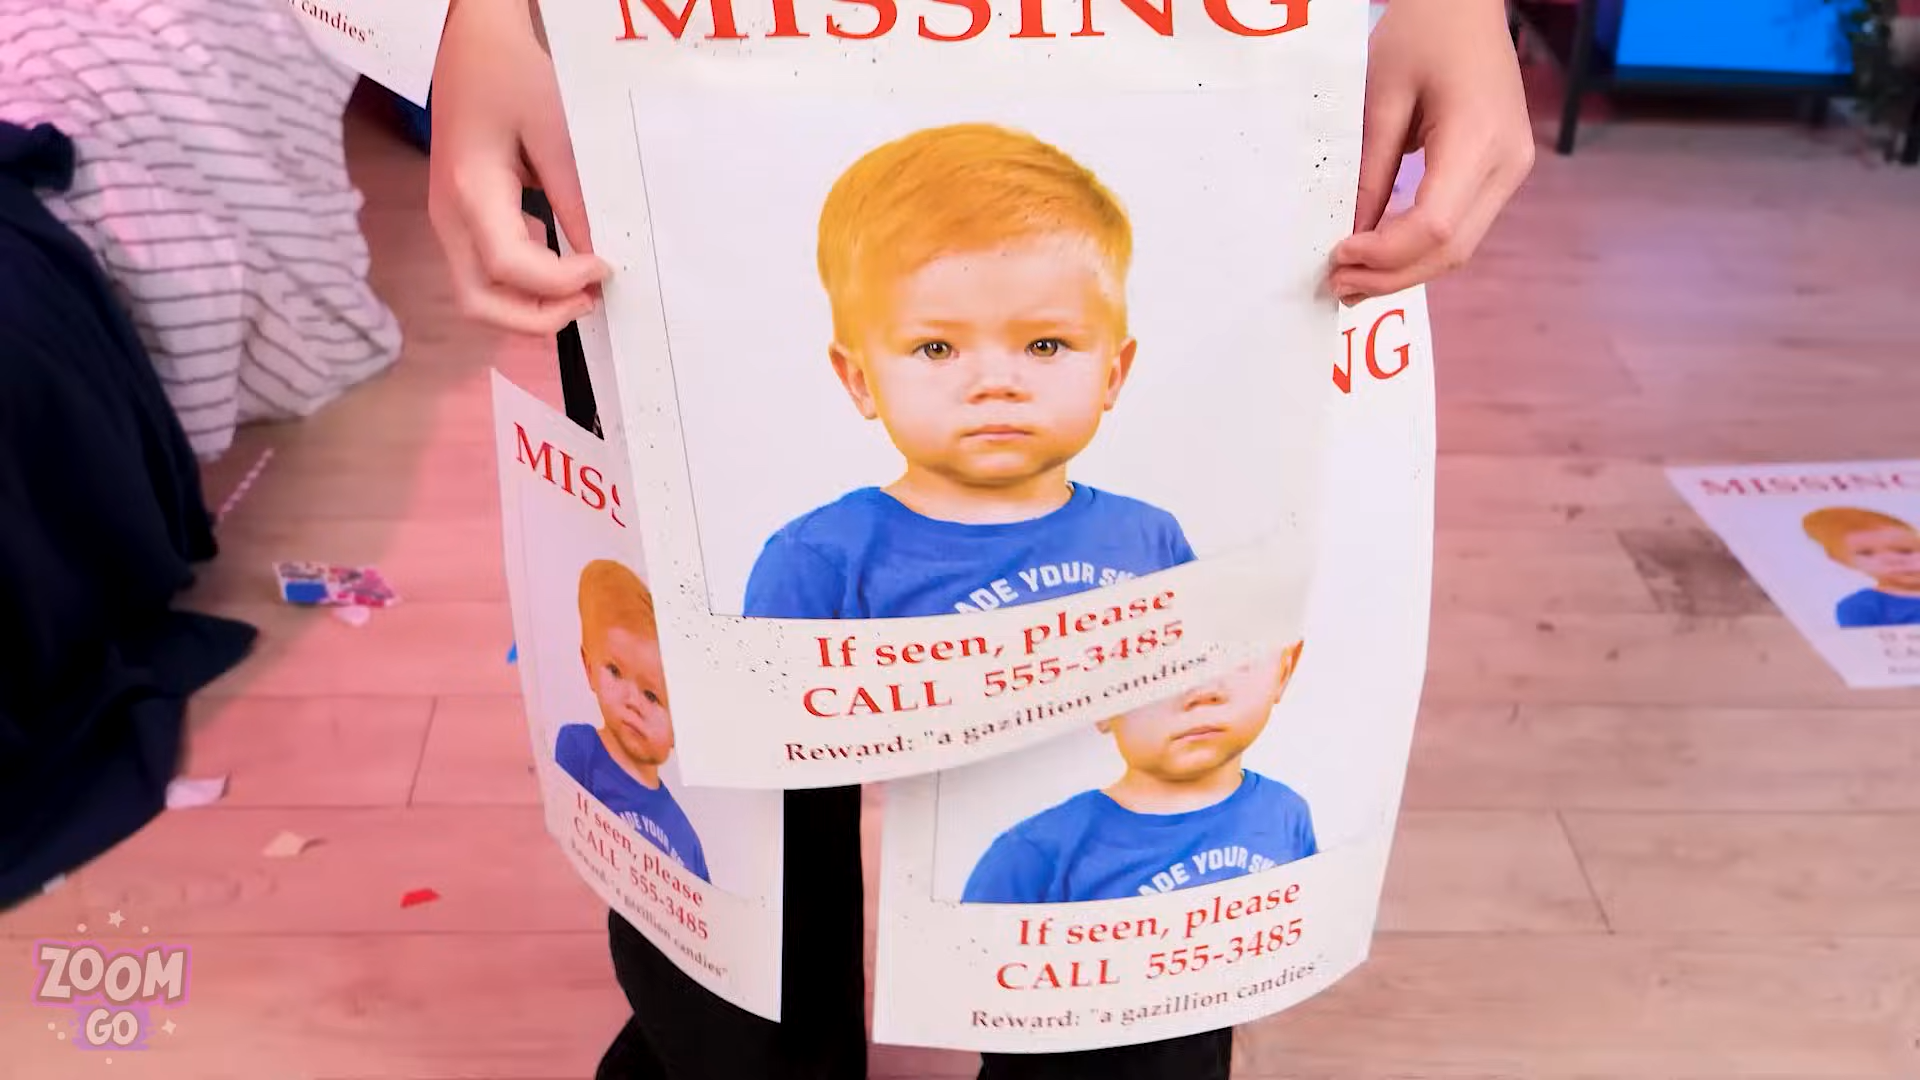 candies".
MISSING
ADE YOUR
If seen, please
CALL 555-3485
Reward: "a gazillion candies"
NG
MISS
ADE YOUR
If seen, please
CALL 555-3485
Reward: "a gazillion candies".
ADE YOUR
If seen, please
CALL 555-3485
Reward: "a gazillion candies"
MISSING
ZOOM
GO